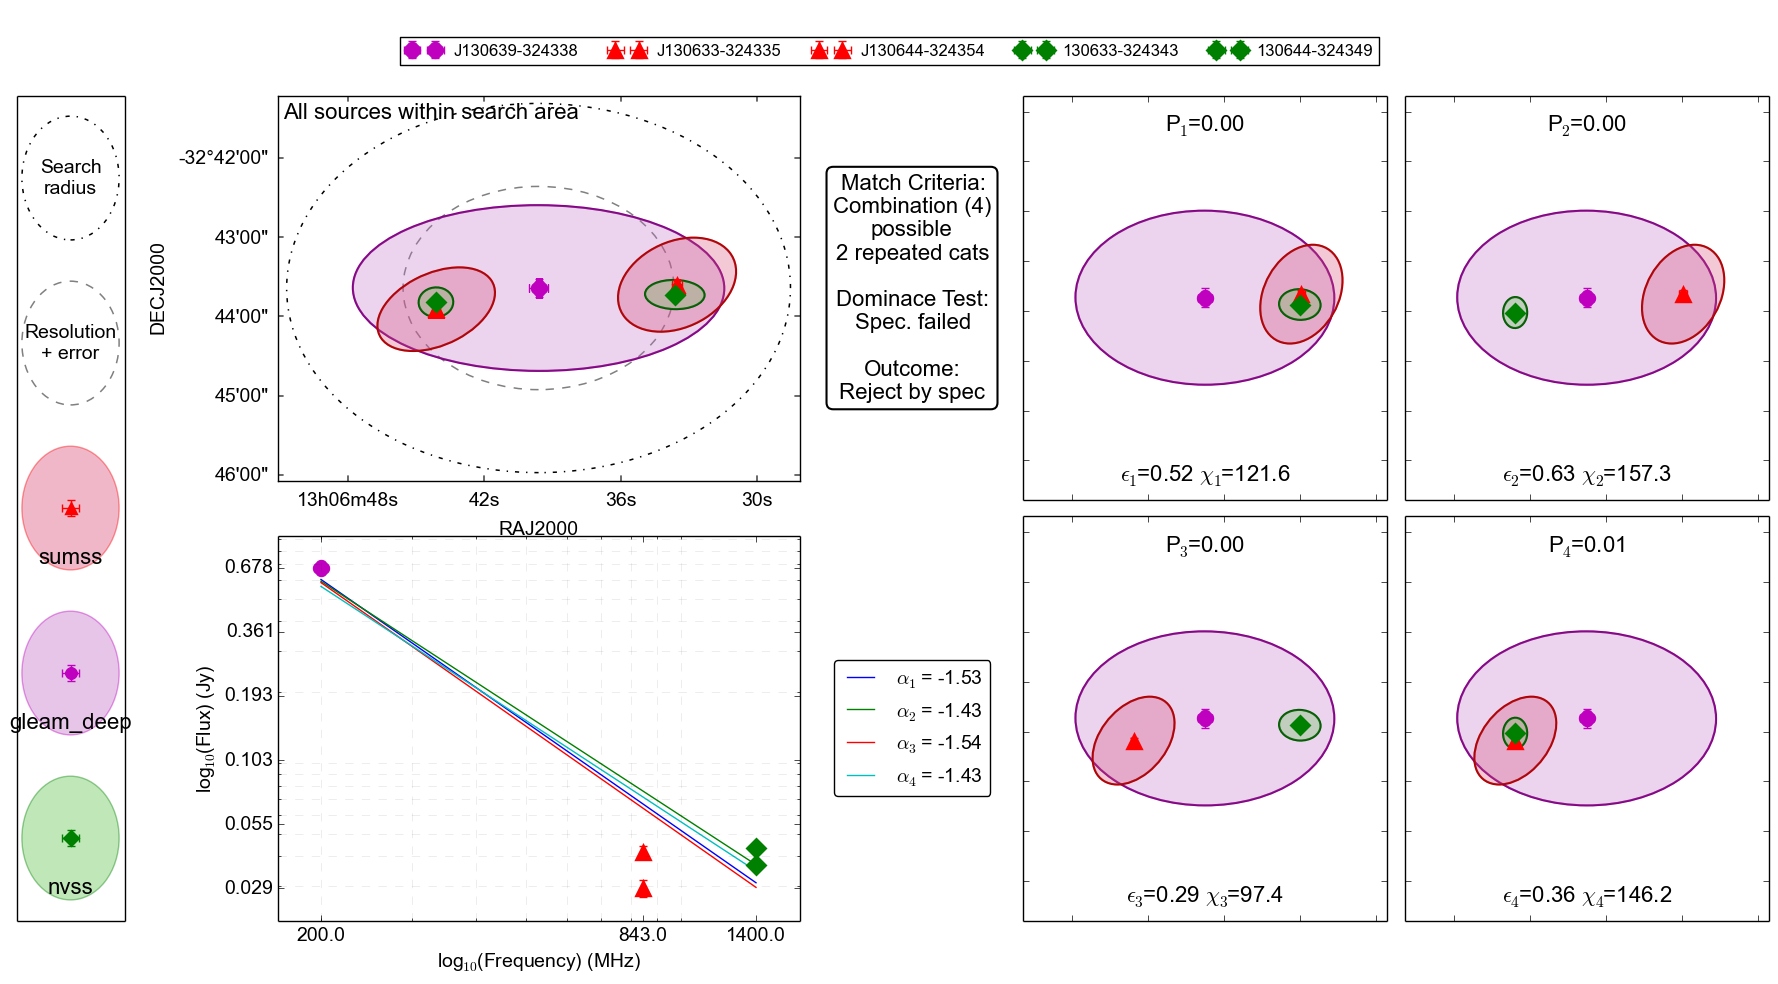 J130639-324338
J130633-324335
J130644-324354
130633-324343
130644-324349
Search
radius
Resolution
+ error
sumss
gleam_deep
nvss
All sources within search area
DECJ2000
-32°42'00"
43'00"
44'00"
45'00"
46'00"
13h06m48s
42s
36s
30s
RAJ2000
Match Criteria:
Combination (4)
possible
2 repeated cats
Dominace Test:
Spec. failed
Outcome:
Reject by spec
P₁=0.00
ϵ₁=0.52 χ₁=121.6
P₂=0.00
ϵ₂=0.63 χ₂=157.3
log₁₀(Flux) (Jy)
0.678
0.361
0.193
0.103
0.055
0.029
200.0
843.0
1400.0
log₁₀(Frequency) (MHz)
α₁ = -1.53
α₂ = -1.43
α₃ = -1.54
α₄ = -1.43
P₃=0.00
ϵ₃=0.29 χ₃=97.4
P₄=0.01
ϵ₄=0.36 χ₄=146.2